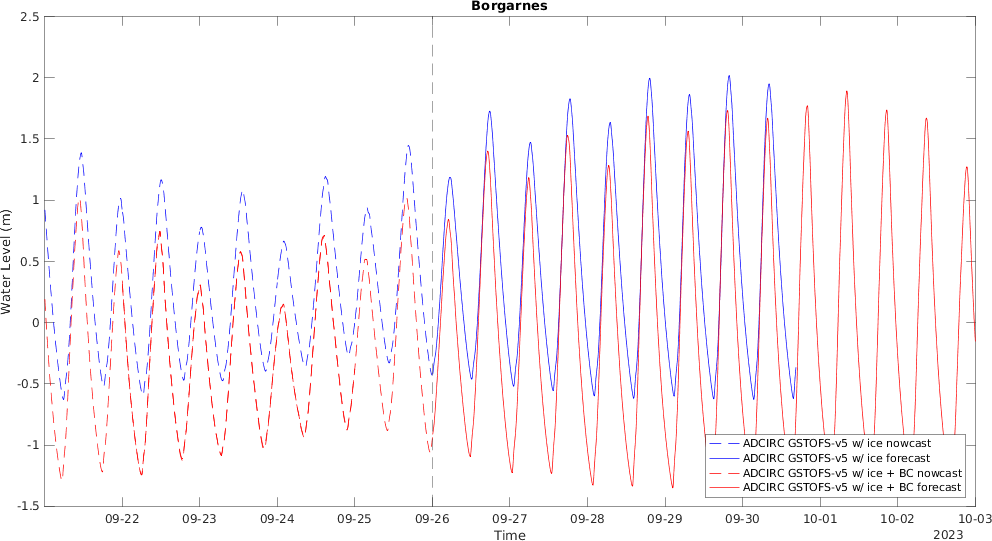 Borgarnes
2.5
2
1.5
1
0.5
0
-0.5
-1
-1.5
Water Level (m)
ADCIRC GSTOFS-v5 w/ ice nowcast
ADCIRC GSTOFS-v5 w/ ice forecast
ADCIRC GSTOFS-v5 w/ ice + BC nowcast
ADCIRC GSTOFS-v5 w/ ice + BC forecast
09-22 09-23 09-24 09-25 09-26 09-27 09-28 09-29 09-30 10-01 10-02 10-03
Time
2023